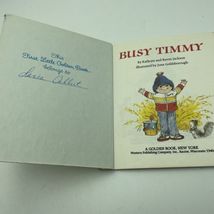 This
First Little Golden Book
belongs to
BUSY TIMMY
by Kathryn and Byron Jackson
illustrated by Eloise Wilkin
A GOLDEN BOOK, NEW YORK
Western Publishing Company, Inc., Racine, Wisconsin